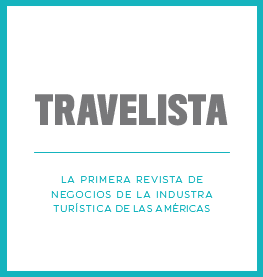 TRAVELISTA
LA PRIMERA REVISTA DE
NEGOCIOS DE LA INDUSTRA
TURÍSTICA DE LAS AMÉRICAS